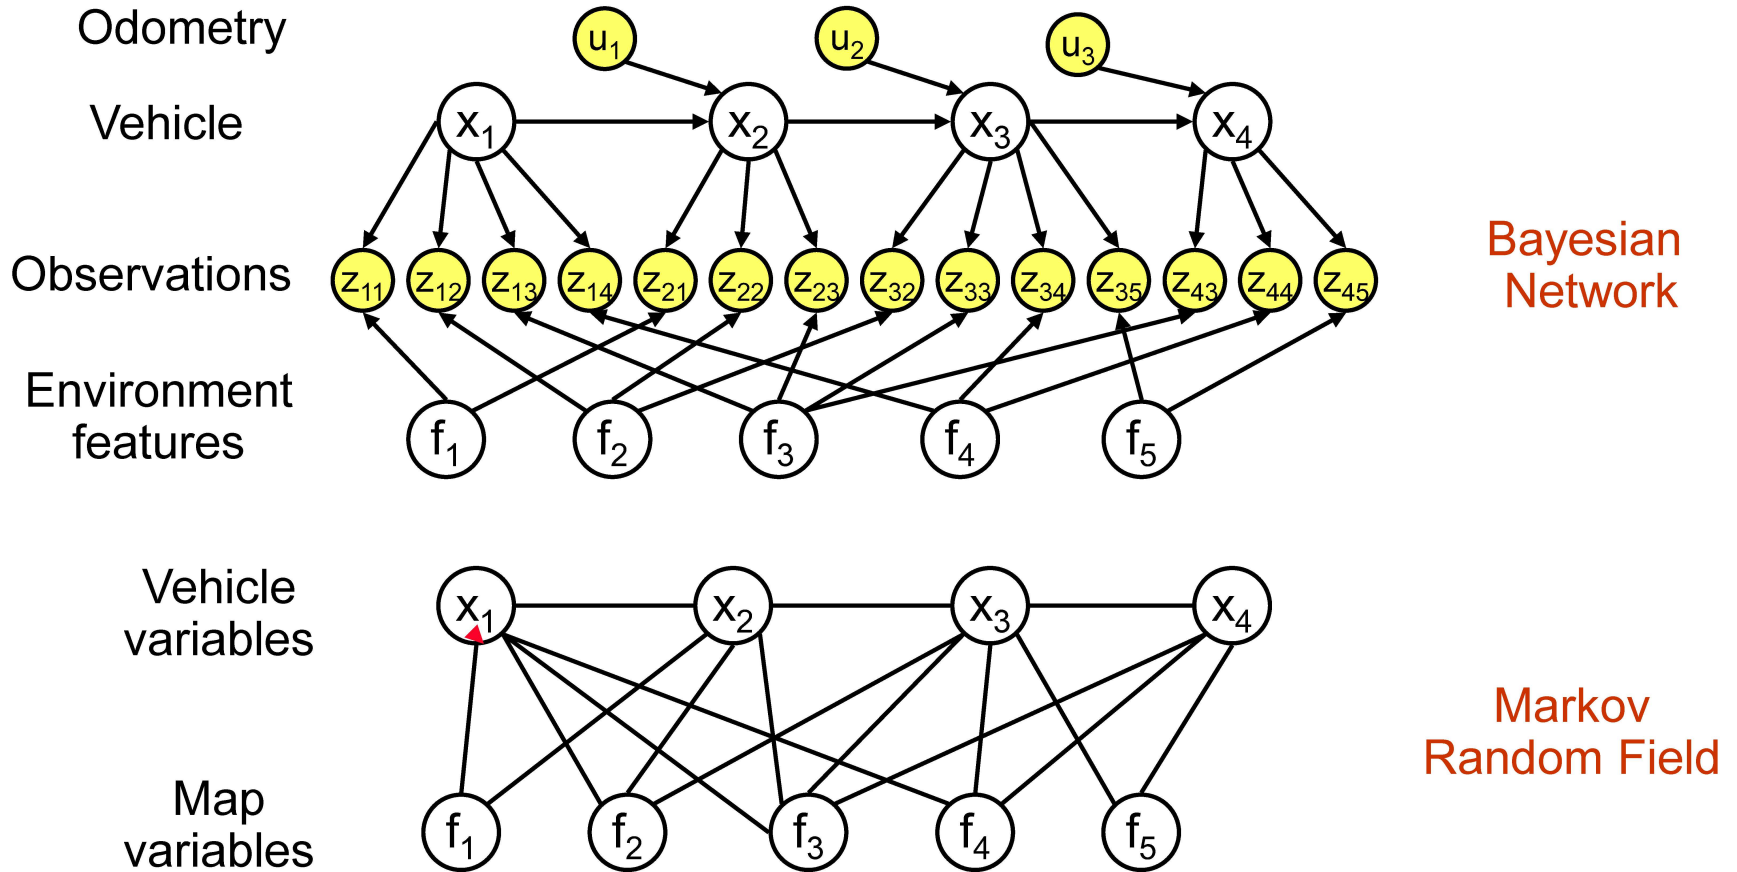 Odometry u₁ u₂ u₃
Vehicle x₁ x₂ x₃ x₄
Observations z₁₁ z₁₂ z₁₃ z₁₄ z₂₁ z₂₂ z₂₃ z₃₂ z₃₃ z₃₄ z₃₅ z₄₃ z₄₄ z₄₅
Bayesian
Network
Environment
features
f₁ f₂ f₃ f₄ f₅
Vehicle
variables
x₁ x₂ x₃ x₄
Markov
Random Field
Map
variables
f₁ f₂ f₃ f₄ f₅